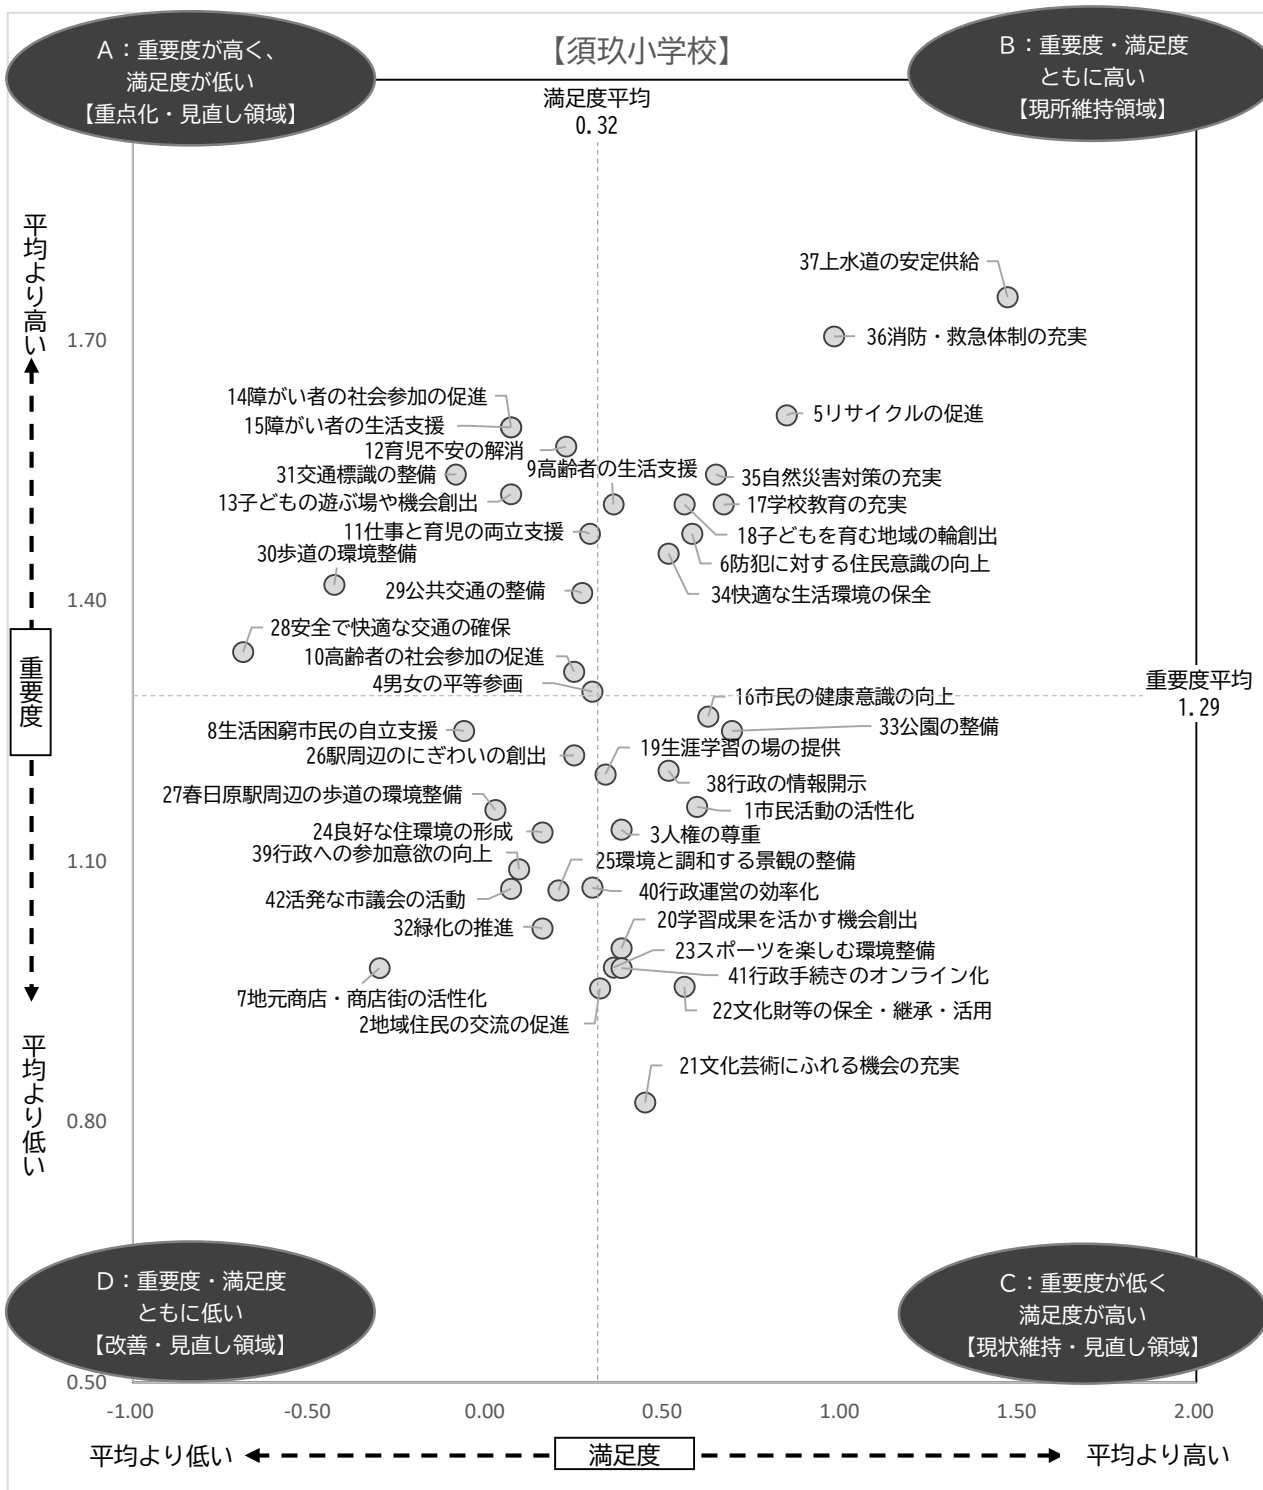 【須玖小学校】
A：重要度が高く、
満足度が低い
【重点化・見直し領域】
B：重要度・満足度
ともに高い
【現所維持領域】
満足度平均
0.32
平均より高い
37上水道の安定供給
1.70
36消防・救急体制の充実
14障がい者の社会参加の促進
5リサイクルの促進
15障がい者の生活支援
12育児不安の解消
9高齢者の生活支援
31交通標識の整備
35自然災害対策の充実
13子どもの遊ぶ場や機会創出
17学校教育の充実
11仕事と育児の両立支援
18子どもを育む地域の輪創出
30歩道の環境整備
6防犯に対する住民意識の向上
29公共交通の整備
34快適な生活環境の保全
1.40
28安全で快適な交通の確保
10高齢者の社会参加の促進
4男女の平等参画
重要度
重要度平均
1.29
16市民の健康意識の向上
8生活困窮市民の自立支援
33公園の整備
26駅周辺のにぎわいの創出
19生涯学習の場の提供
38行政の情報開示
27春日原駅周辺の歩道の環境整備
1市民活動の活性化
24良好な住環境の形成
3人権の尊重
39行政への参加意欲の向上
25環境と調和する景観の整備
1.10
42活発な市議会の活動
40行政運営の効率化
32緑化の推進
20学習成果を活かす機会創出
23スポーツを楽しむ環境整備
41行政手続きのオンライン化
7地元商店・商店街の活性化
22文化財等の保全・継承・活用
2地域住民の交流の促進
平均より低い
21文化芸術にふれる機会の充実
0.80
D：重要度・満足度
ともに低い
【改善・見直し領域】
C：重要度が低く
満足度が高い
【現状維持・見直し領域】
0.50
-1.00 -0.50 0.00 0.50 1.00 1.50 2.00
平均より低い 満足度 平均より高い